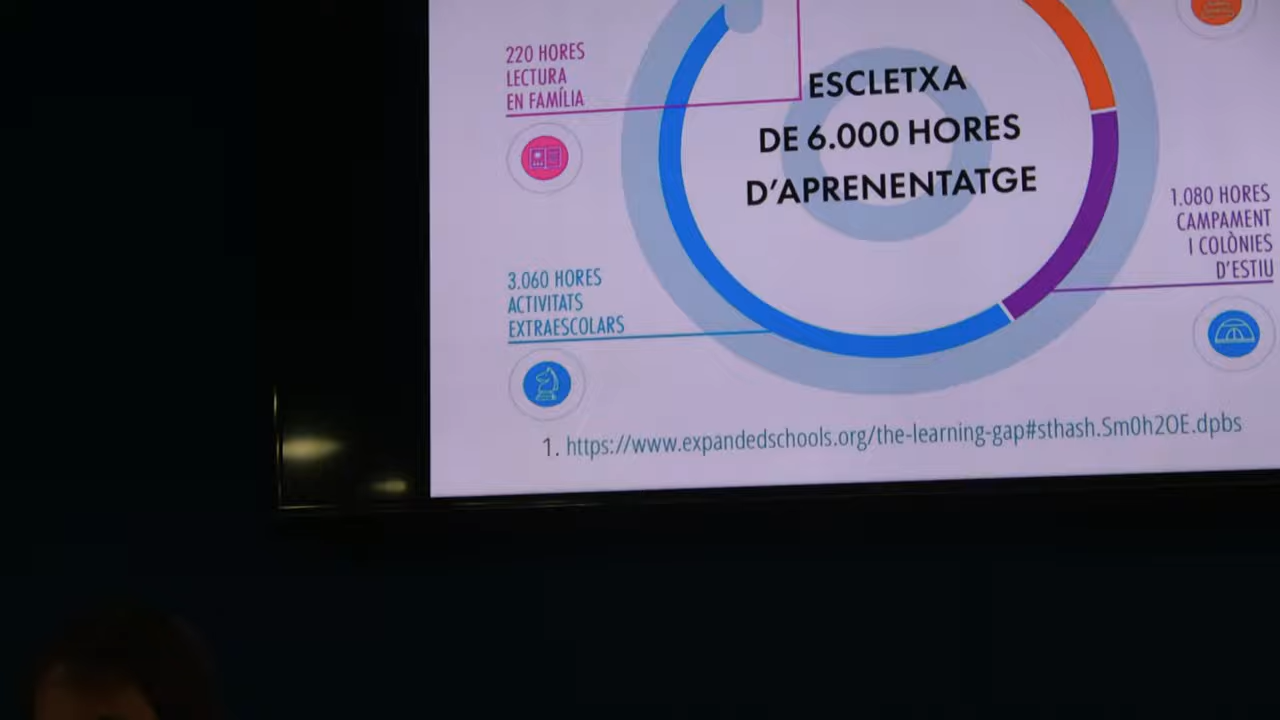 220 HORES
LECTURA
EN FAMÍLIA
ESCLETXA
DE 6.000 HORES
D'APRENENTATGE
1.080 HORES
CAMPAMENT
I COLÒNIES
D'ESTIU
3.060 HORES
ACTIVITATS
EXTRAESCOLARS
1. https://www.expandedschools.org/the-learning-gap#sthash.Sm0h2OE.dpbs